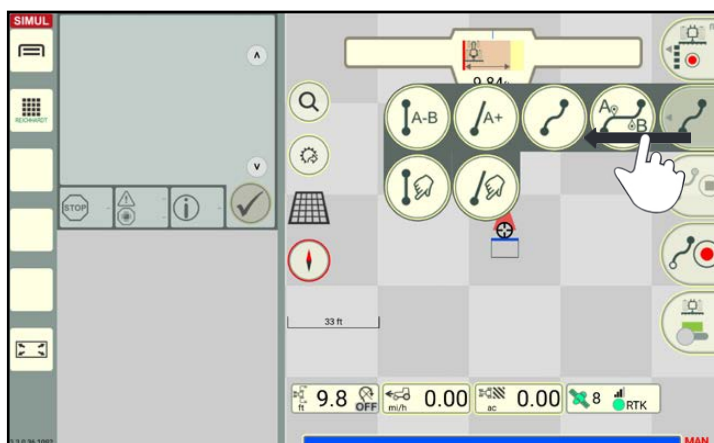 SIMUL
REICHHARDT
STOP
-
-
-
9.84
A-B
A+
A
B
33 ft
ft
9.8
OFF
mi/h
0.00
ac
0.00
8
RTK
MAN